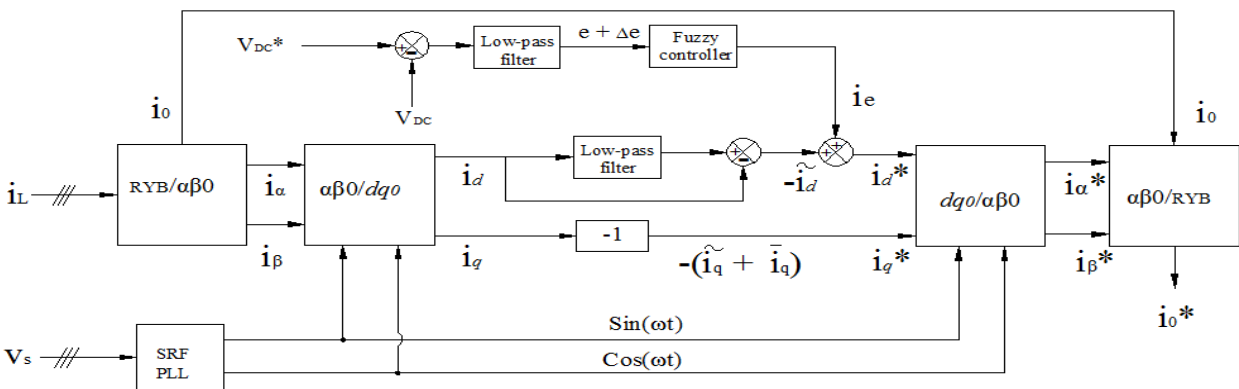 VDC*
+
-
Low-pass
filter
e + Δe
Fuzzy
controller
VDC
i0
ie
i0
iL
RYB/αβ0
iα
iβ
αβ0/dq0
id
iq
Low-pass
filter
+
-
-ĩd
++
id*
-1
-(ĩq + īq)
iq*
dq0/αβ0
iα*
iβ*
αβ0/RYB
i0*
Vs
SRF
PLL
Sin(ωt)
Cos(ωt)